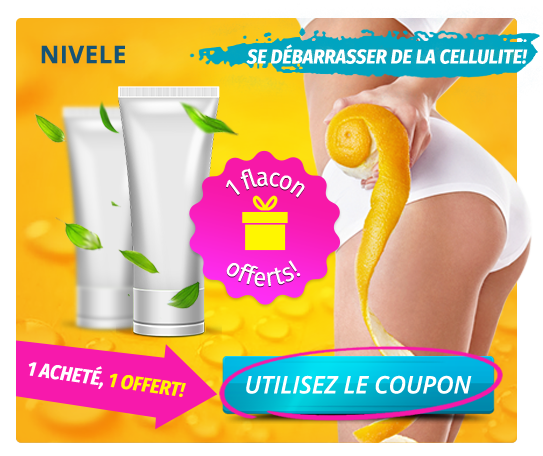 NIVELE
SE DÉBARRASSER DE LA CELLULITE!
1 flacon
offerts!
1 ACHETÉ, 1 OFFERT!
UTILISEZ LE COUPON